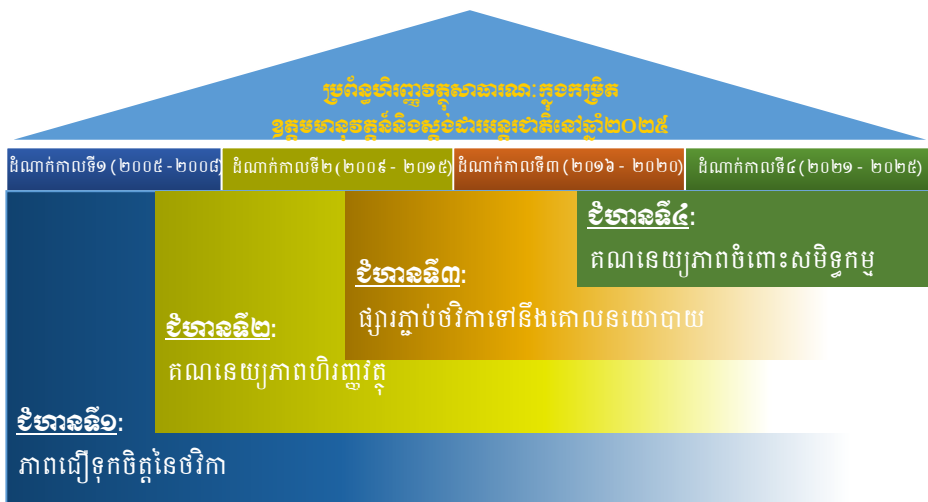 ប្រព័ន្ធហិរញ្ញវត្ថុសាធារណៈក្នុងកម្រិត
ឧត្តមមានុវត្តន៍និងស្តង់ដារអន្តរជាតិនៅឆ្នាំ២០២៥
ដំណាក់កាលទី១ (២០០៥ - ២០០៨)
ដំណាក់កាលទី២ (២០០៩ - ២០១៥)
ដំណាក់កាលទី៣ (២០១៦ - ២០២០)
ដំណាក់កាលទី៤ (២០២១ - ២០២៥)
ជំហានទី៤:
គណនេយ្យភាពចំពោះសមិទ្ធកម្ម
ជំហានទី៣:
ផ្សារភ្ជាប់ថវិកាទៅនឹងគោលនយោបាយ
ជំហានទី២:
គណនេយ្យភាពហិរញ្ញវត្ថុ
ជំហានទី១:
ភាពជឿទុកចិត្តនៃថវិកា